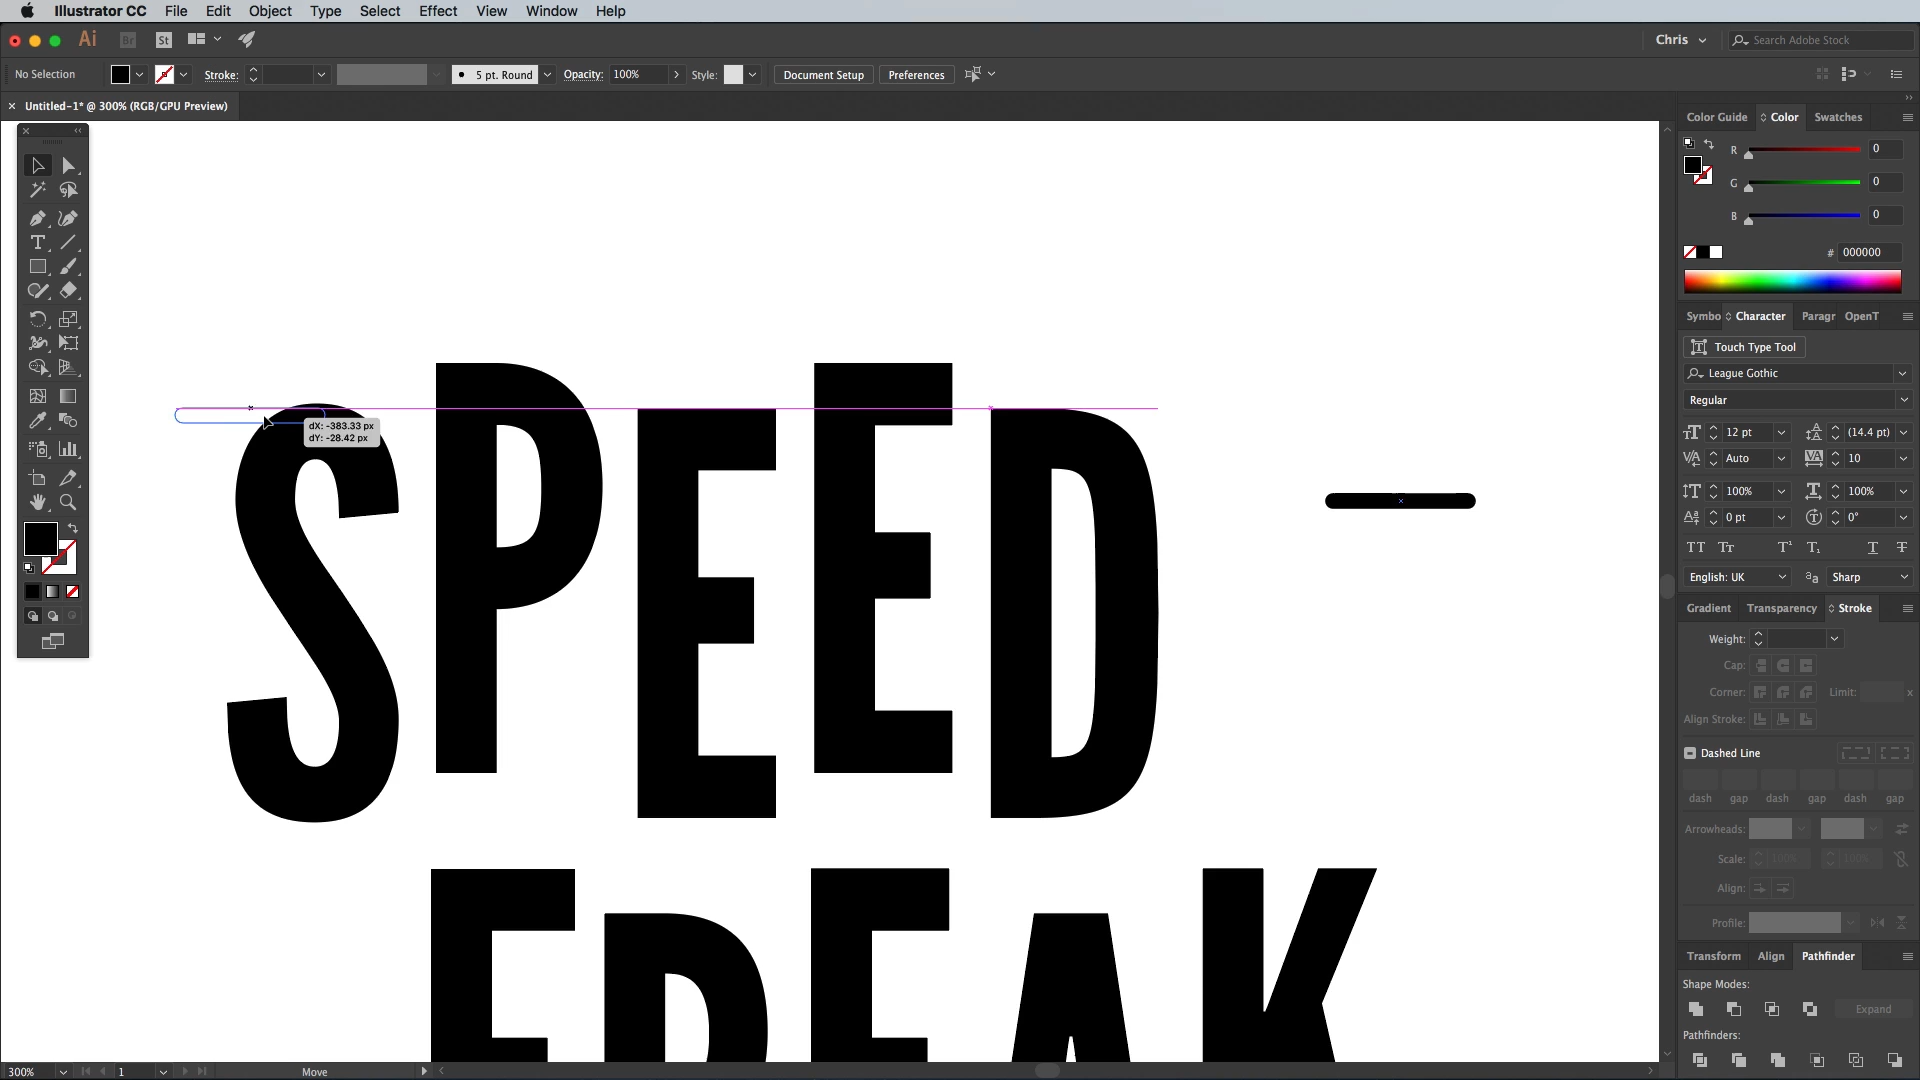 Illustrator CC File Edit Object Type Select Effect View Window Help
Ai Br St Chris Search Adobe Stock
No Selection Stroke: 5 pt. Round Opacity: 100% Style: Document Setup Preferences
Untitled-1* @ 300% (RGB/GPU Preview)
Color Guide Color Swatches
R 0
G 0
B 0
# 000000
Symbo Character Paragr OpenT
Touch Type Tool
League Gothic
Regular
12 pt (14.4 pt)
Auto 10
100% 100%
0 pt 0°
English: UK Sharp
Gradient Transparency Stroke
Weight:
Cap:
Corner: Limit: x
Align Stroke:
Dashed Line
dash gap dash gap dash gap
Arrowheads:
Scale: 100% 100%
Align:
Profile:
Transform Align Pathfinder
Shape Modes:
Expand
Pathfinders:
dX: -383.33 px
dY: -28.42 px
SPEED
FREAK
300% 1 Move